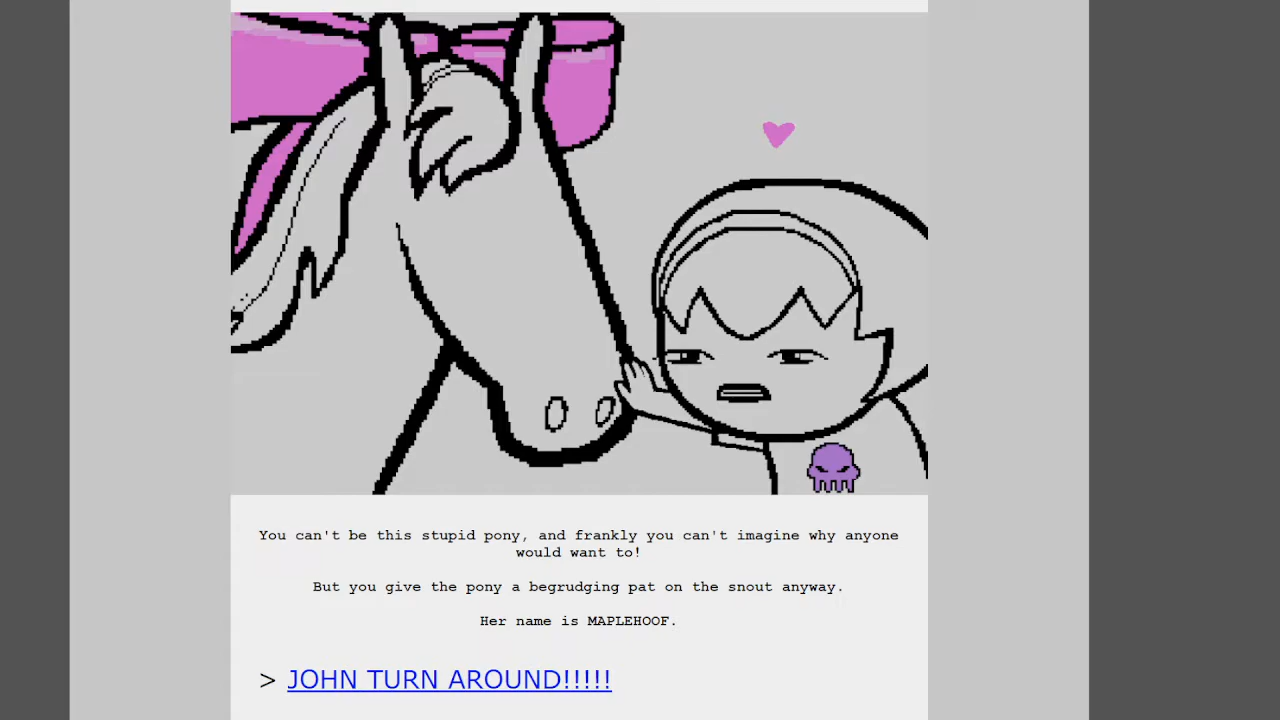 You can't be this stupid pony, and frankly you can't imagine why anyone
would want to!
But you give the pony a begrudging pat on the snout anyway.
Her name is MAPLEHOOF.
> JOHN TURN AROUND!!!!!